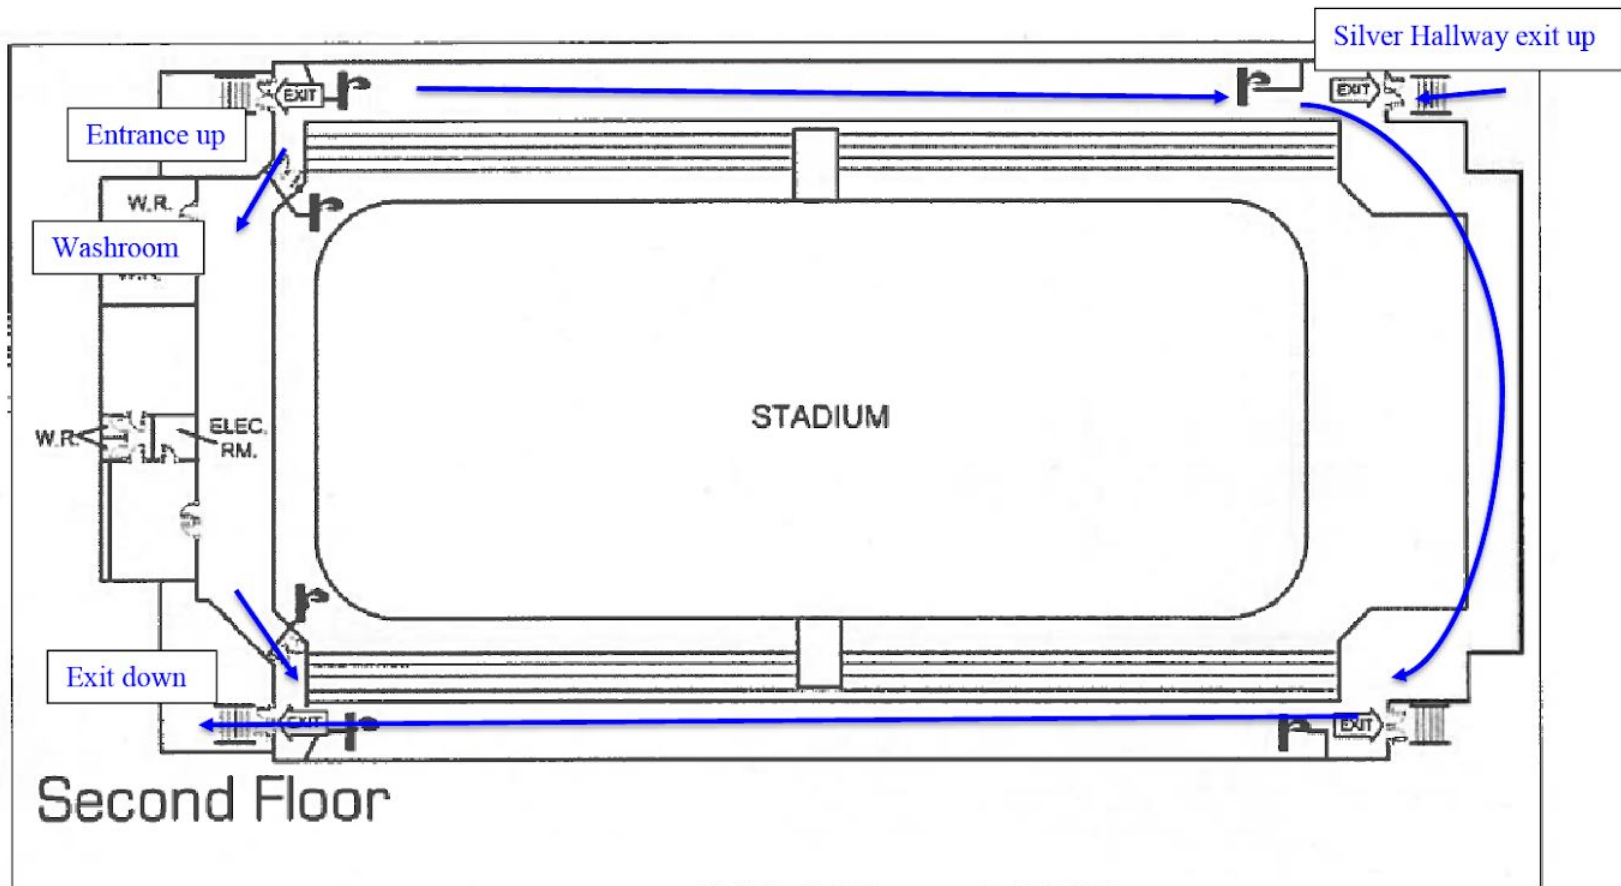 Silver Hallway exit up
EXIT
EXIT
Entrance up
W.R.
Washroom
W.R.
STADIUM
W.R.
ELEC.
RM.
Exit down
EXIT
EXIT
Second Floor